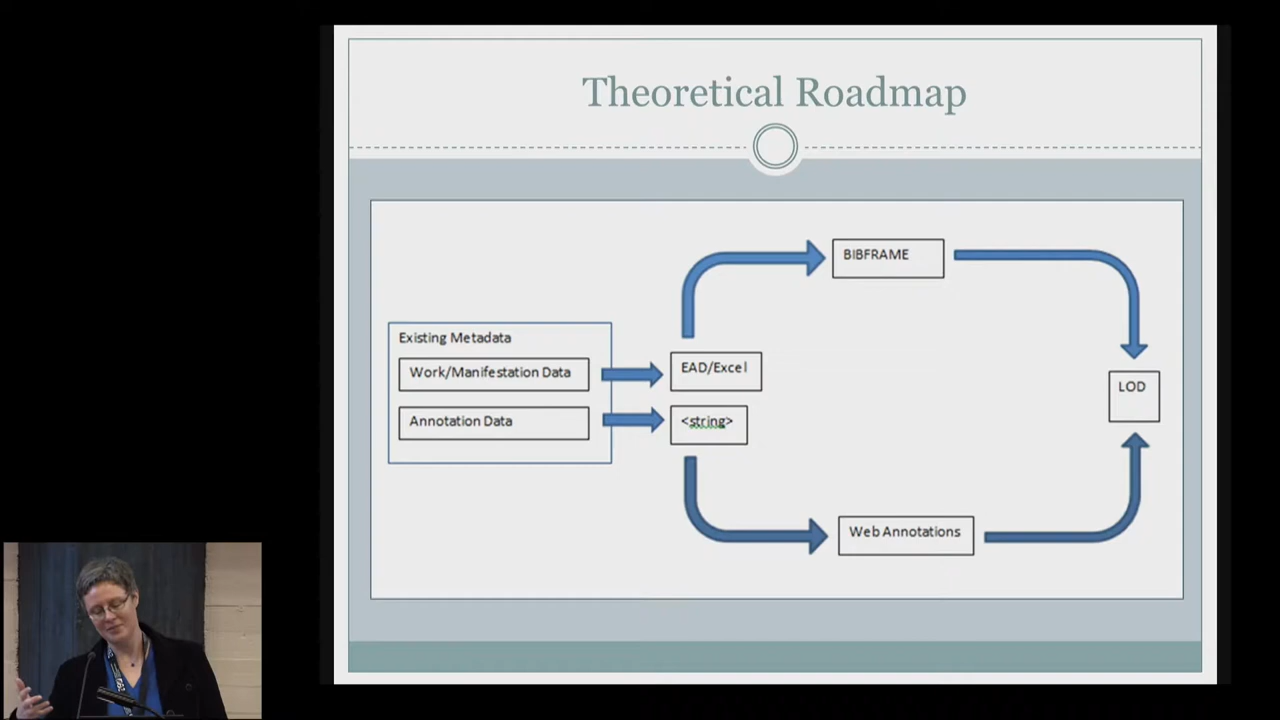 Theoretical Roadmap
BIBFRAME
Existing Metadata
Work/Manifestation Data
EAD/Excel
LOD
Annotation Data
<string>
Web Annotations